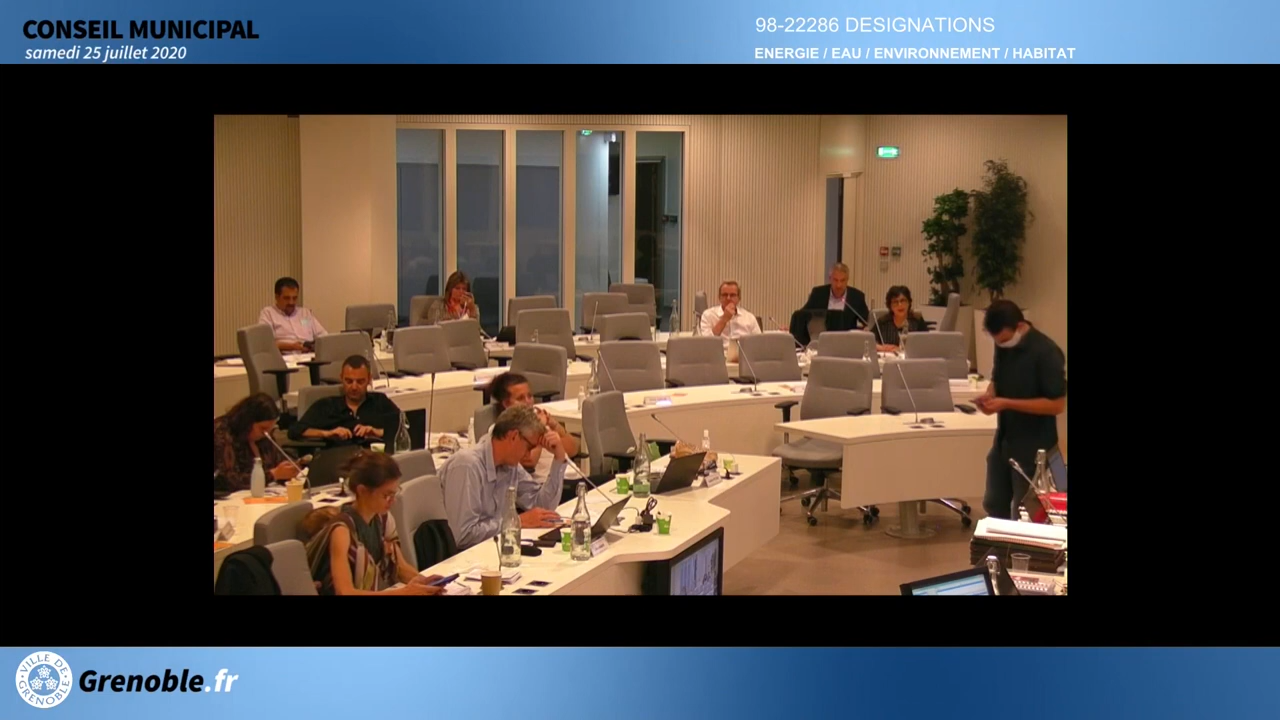 CONSEIL MUNICIPAL
samedi 25 juillet 2020
98-22286 DESIGNATIONS
ENERGIE / EAU / ENVIRONNEMENT / HABITAT
VILLE DE GRENOBLE
Grenoble.fr